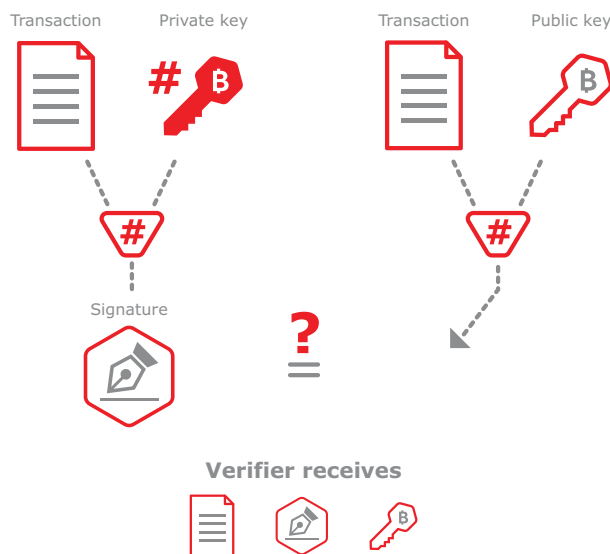 Transaction Private key
Transaction Public key
# ₿
₿
#
#
Signature
?
=
Verifier receives
₿